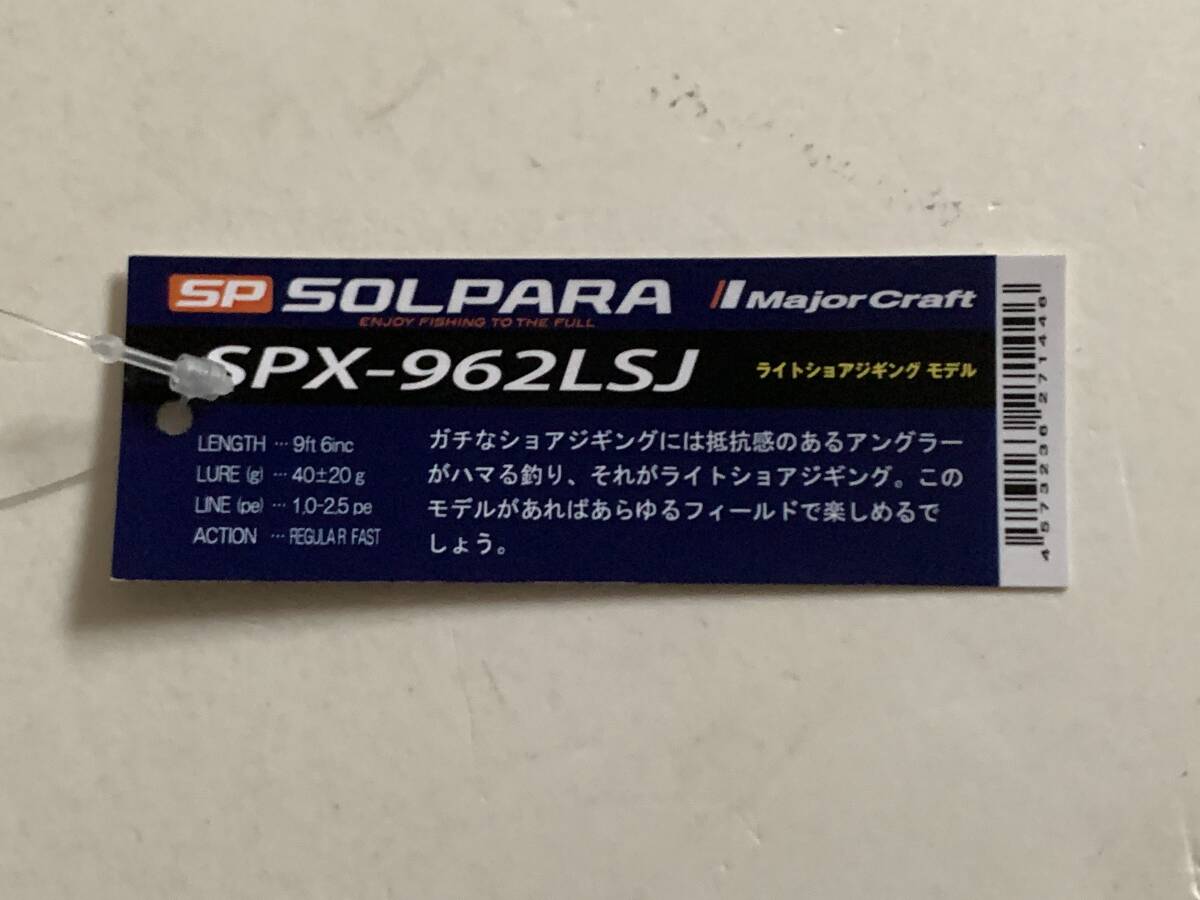 SP SOLPARA
ENJOY FISHING TO THE FULL
MajorCraft
SPX-962LSJ
ライトショアジギング モデル
LENGTH … 9ft 6inc
LURE (g) … 40±20 g
LINE (pe) … 1.0-2.5 pe
ACTION … REGULAR FAST
ガチなショアジギングには抵抗感のあるアングラー
がハマる釣り、それがライトショアジギング。この
モデルがあればあらゆるフィールドで楽しめるで
しょう。
4573236271446